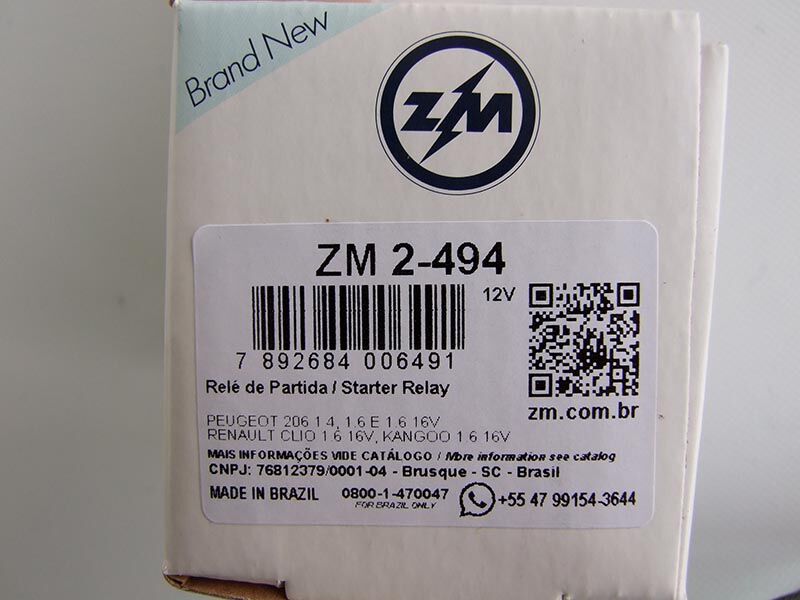 Brand New
ZM
ZM 2-494
12V
7 892684 006491
Relé de Partida / Starter Relay
zm.com.br
PEUGEOT 206 1 4, 1.6 E 1.6 16V
RENAULT CLIO 1 6 16V, KANGOO 1 6 16V
MAIS INFORMAÇÕES VIDE CATÁLOGO / More information see catalog
CNPJ: 76812379/0001-04 - Brusque - SC - Brasil
MADE IN BRAZIL 0800-1-470047 +55 47 99154-3644
FOR BRAZIL ONLY